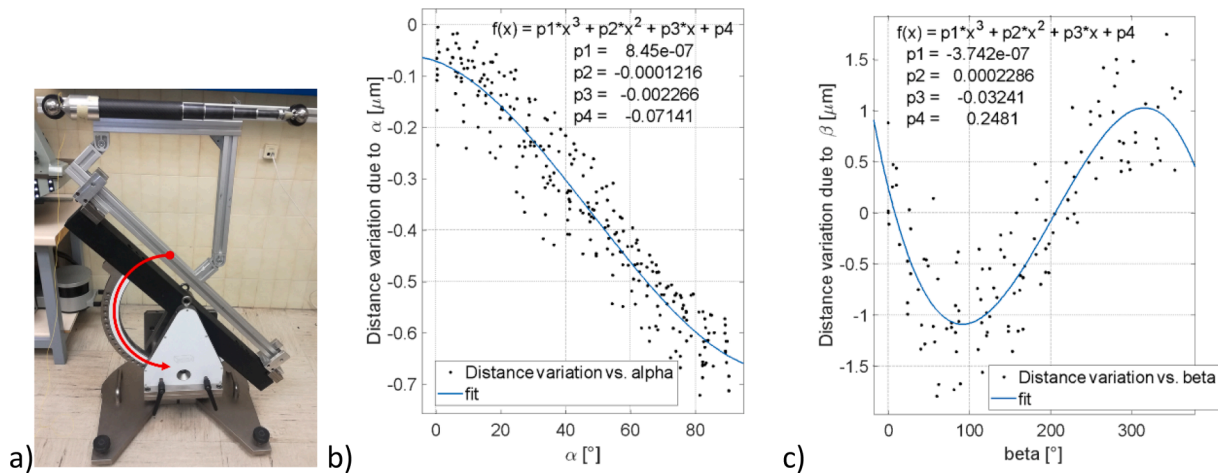 a)
b)
Distance variation due to α [μm]
0
-0.1
-0.2
-0.3
-0.4
-0.5
-0.6
-0.7
f(x) = p1*x^3 + p2*x^2 + p3*x + p4
p1 = 8.45e-07
p2 = -0.0001216
p3 = -0.002266
p4 = -0.07141
Distance variation vs. alpha
fit
0 20 40 60 80
α [°]
c)
Distance variation due to β [μm]
1.5
1
0.5
0
-0.5
-1
-1.5
f(x) = p1*x^3 + p2*x^2 + p3*x + p4
p1 = -3.742e-07
p2 = 0.0002286
p3 = -0.03241
p4 = 0.2481
Distance variation vs. beta
fit
0 100 200 300
beta [°]